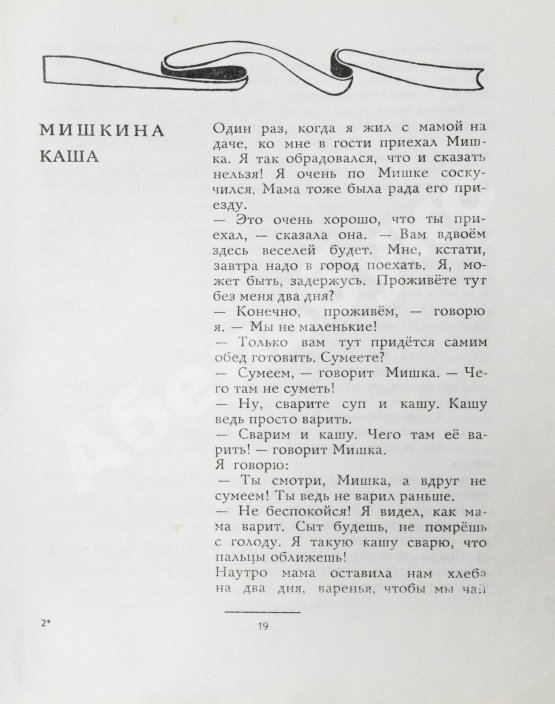 МИШКИНА
КАША
Один раз, когда я жил с мамой на
даче, ко мне в гости приехал Миш-
ка. Я так обрадовался, что и сказать
нельзя! Я очень по Мишке соску-
чился. Мама тоже была рада его при-
езду.
— Это очень хорошо, что ты при-
ехал, — сказала она. — Вам вдвоём
здесь веселей будет. Мне, кстати,
завтра надо в город поехать. Я, мо-
жет быть, задержусь. Проживёте тут
без меня два дня?
— Конечно, проживём, — говорю
я. — Мы не маленькие!
— Только вам тут придётся самим
обед готовить. Сумеете?
— Сумеем, — говорит Мишка. — Че-
го там не суметь!
— Ну, сварите суп и кашу. Кашу
ведь просто варить.
— Сварим и кашу. Чего там её ва-
рить! — говорит Мишка.
Я говорю:
— Ты смотри, Мишка, а вдруг не
сумеем! Ты ведь не варил раньше.
— Не беспокойся! Я видел, как ма-
ма варит. Сыт будешь, не помрёшь
с голоду. Я такую кашу сварю, что
пальцы оближешь!
Наутро мама оставила нам хлеба
на два дня, варенья, чтобы мы чай
2*
19